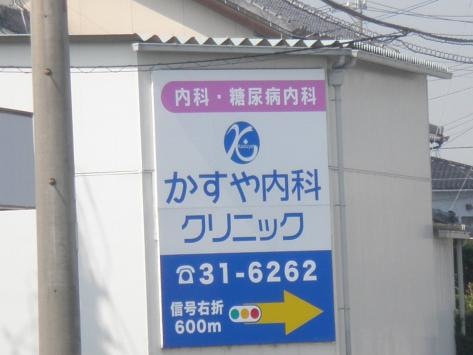 内科・糖尿病内科
かすや内科
クリニック
☎31-6262
信号右折
600m